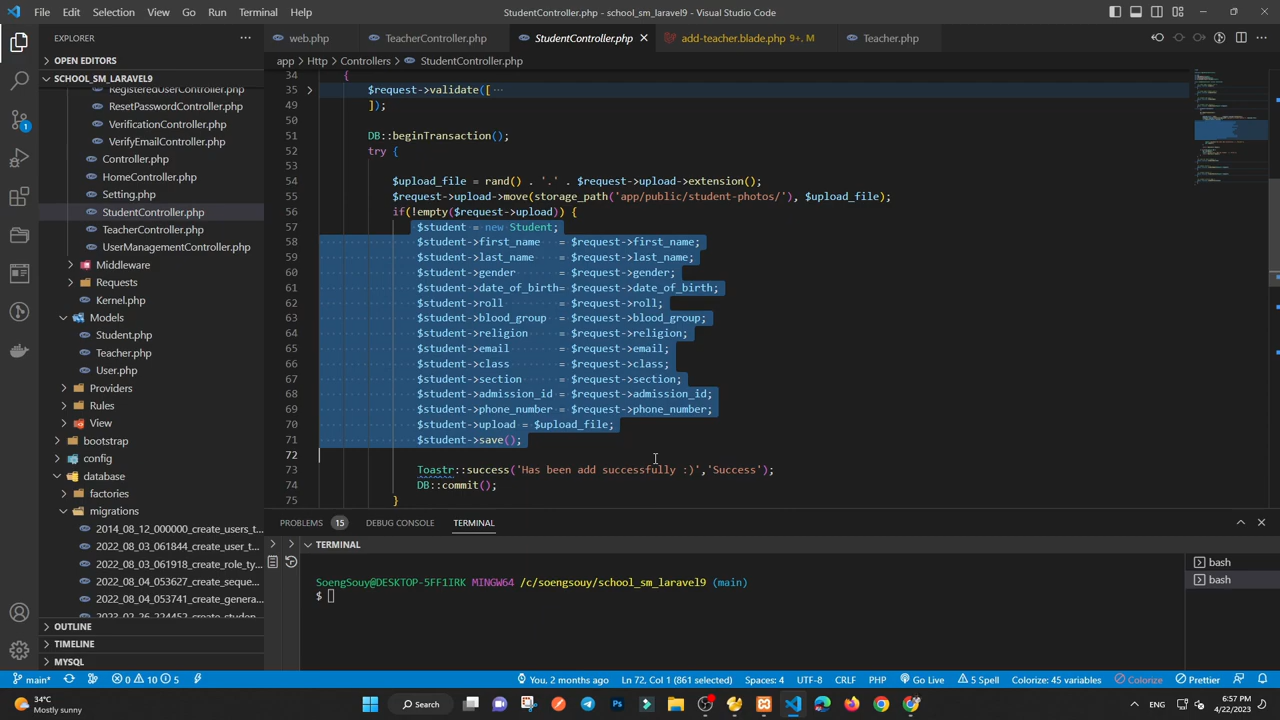 File Edit Selection View Go Run Terminal Help StudentController.php - school_sm_laravel9 - Visual Studio Code
EXPLORER
OPEN EDITORS
SCHOOL_SM_LARAVEL9
RegisteredUserController.php
ResetPasswordController.php
VerificationController.php
VerifyEmailController.php
Controller.php
HomeController.php
Setting.php
StudentController.php
TeacherController.php
UserManagementController.php
Middleware
Requests
Kernel.php
Models
Student.php
Teacher.php
User.php
Providers
Rules
View
bootstrap
config
database
factories
migrations
2014_08_12_000000_create_users_t...
2022_08_03_061844_create_user_t...
2022_08_03_061918_create_role_ty...
2022_08_04_053627_create_seque...
2022_08_04_053741_create_genera...
2023_02_26_224452_create_studen...
OUTLINE
TIMELINE
MYSQL
web.php TeacherController.php StudentController.php add-teacher.blade.php 9+, M Teacher.php
app > Http > Controllers > StudentController.php
34 {
35 $request->validate([ ...
49 ]);
50
51 DB::beginTransaction();
52 try {
53
54 $upload_file = rand() . '.' . $request->upload->extension();
55 $request->upload->move(storage_path('app/public/student-photos/'), $upload_file);
56 if(!empty($request->upload)) {
57 $student = new Student;
58 $student->first_name = $request->first_name;
59 $student->last_name = $request->last_name;
60 $student->gender = $request->gender;
61 $student->date_of_birth= $request->date_of_birth;
62 $student->roll = $request->roll;
63 $student->blood_group = $request->blood_group;
64 $student->religion = $request->religion;
65 $student->email = $request->email;
66 $student->class = $request->class;
67 $student->section = $request->section;
68 $student->admission_id = $request->admission_id;
69 $student->phone_number = $request->phone_number;
70 $student->upload = $upload_file;
71 $student->save();
72
73 Toastr::success('Has been add successfully :)','Success');
74 DB::commit();
75 }
PROBLEMS 15 DEBUG CONSOLE TERMINAL
TERMINAL
SoengSouy@DESKTOP-5FF1IRK MINGW64 /c/soengsouy/school_sm_laravel9 (main)
$
bash
bash
1
main* 0 10 5 You, 2 months ago Ln 72, Col 1 (861 selected) Spaces: 4 UTF-8 CRLF PHP Go Live 5 Spell Colorize: 45 variables Colorize Prettier
34°C
Mostly sunny
Search
ENG
6:57 PM
4/22/2023